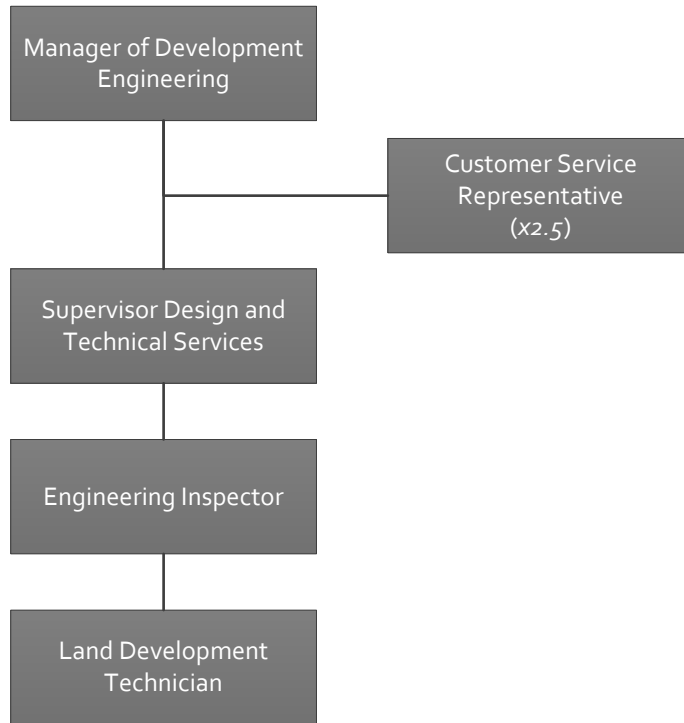 Manager of Development
Engineering
Customer Service
Representative
(x2.5)
Supervisor Design and
Technical Services
Engineering Inspector
Land Development
Technician